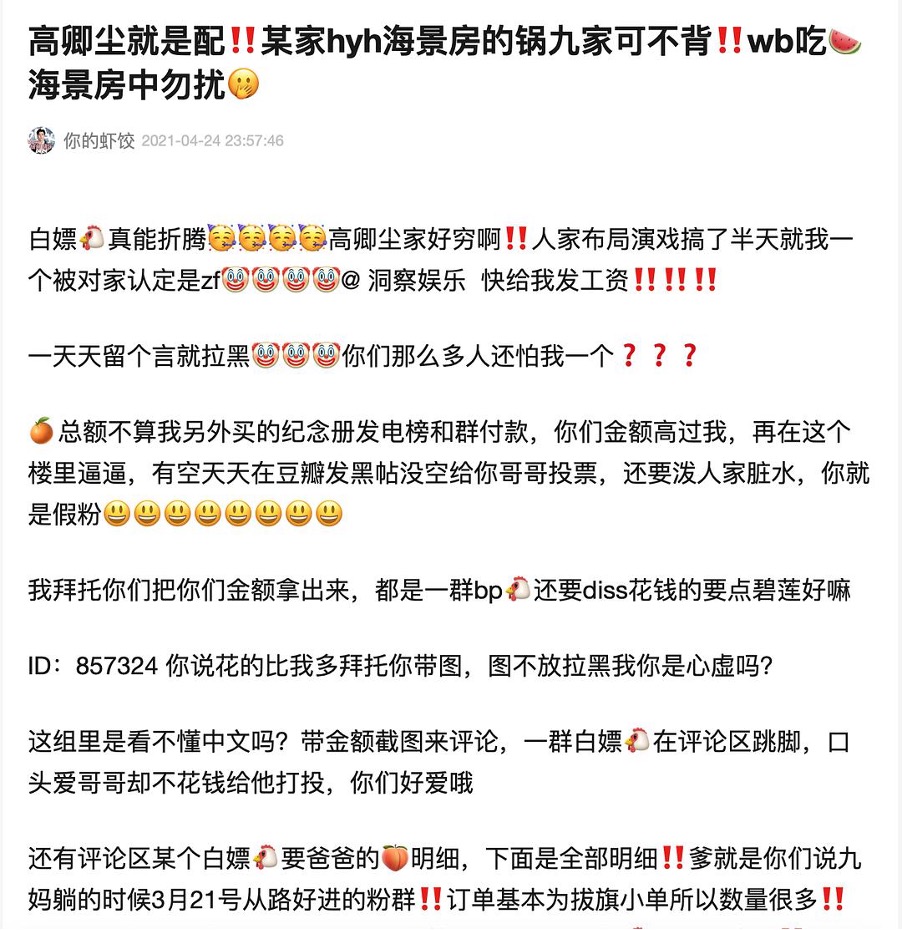 高卿尘就是配‼️某家hyh海景房的锅九家可不背‼️wb吃🍉
海景房中勿扰🤭
你的虾饺 2021-04-24 23:57:46
白嫖🐔真能折腾🥳🥳🥳🥳高卿尘家好穷啊‼️人家布局演戏搞了半天就我一
个被对家认定是zf🤡🤡🤡🤡@ 洞察娱乐 快给我发工资‼️‼️‼️
一天天留个言就拉黑🤡🤡🤡你们那么多人还怕我一个❓❓❓
🍊总额不算我另外买的纪念册发电榜和群付款，你们金额高过我，再在这个
楼里逼逼，有空天天在豆瓣发黑帖没空给你哥哥投票，还要泼人家脏水，你就
是假粉😃😃😃😃😃😃😃😃
我拜托你们把你们金额拿出来，都是一群bp🐔还要diss花钱的要点碧莲好嘛
ID：857324 你说花的比我多拜托你带图，图不放拉黑我你是心虚吗？
这组里是看不懂中文吗？带金额截图来评论，一群白嫖🐔在评论区跳脚，口
头爱哥哥却不花钱给他打投，你们好爱哦
还有评论区某个白嫖🐔要爸爸的🍑明细，下面是全部明细‼️爹就是你们说九
妈躺的时候3月21号从路好进的粉群‼️订单基本为拔旗小单所以数量很多‼️